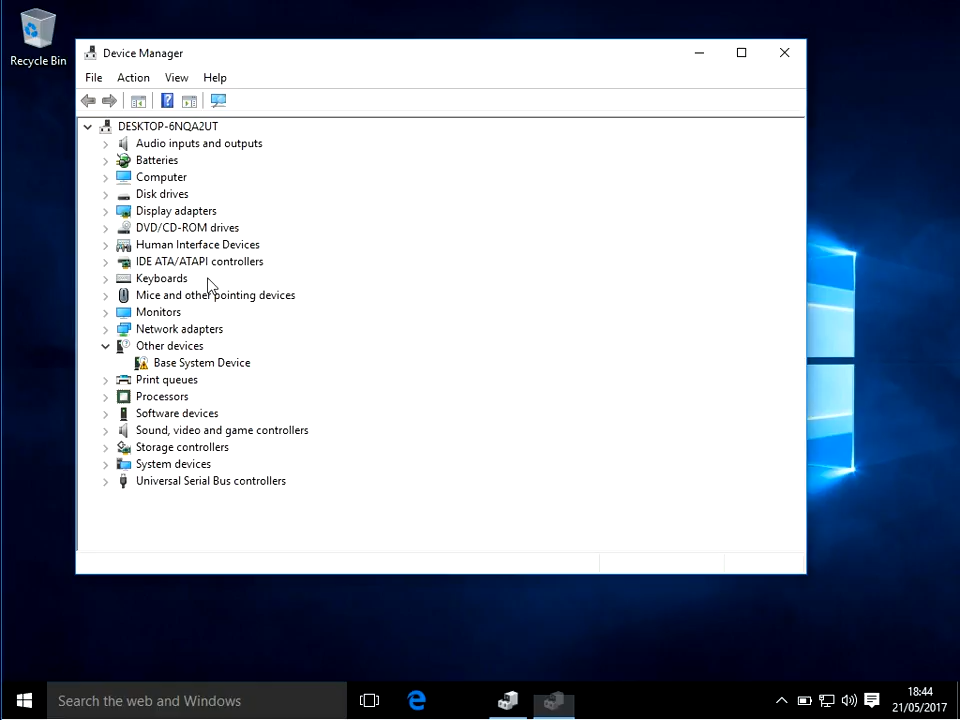 Recycle Bin
Device Manager
File Action View Help
DESKTOP-6NQA2UT
Audio inputs and outputs
Batteries
Computer
Disk drives
Display adapters
DVD/CD-ROM drives
Human Interface Devices
IDE ATA/ATAPI controllers
Keyboards
Mice and other pointing devices
Monitors
Network adapters
Other devices
Base System Device
Print queues
Processors
Software devices
Sound, video and game controllers
Storage controllers
System devices
Universal Serial Bus controllers
Search the web and Windows
18:44
21/05/2017